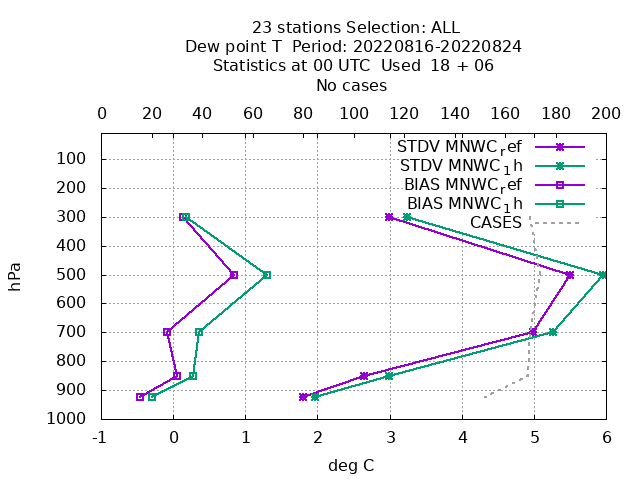 23 stations Selection: ALL
Dew point T  Period: 20220816-20220824
Statistics at 00 UTC  Used  18 + 06
No cases
0 20 40 60 80 100 120 140 160 180 200
STDV MNWC_ref
STDV MNWC_1h
BIAS MNWC_ref
BIAS MNWC_1h
CASES
100
200
300
400
500
600
700
800
900
1000
hPa
-1 0 1 2 3 4 5 6
deg C